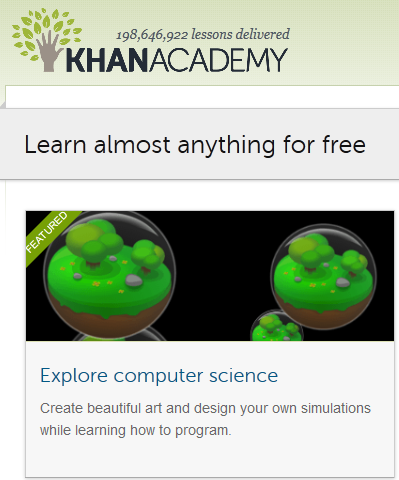 198,646,922 lessons delivered
KHANACADEMY
Learn almost anything for free
FEATURED
Explore computer science
Create beautiful art and design your own simulations
while learning how to program.